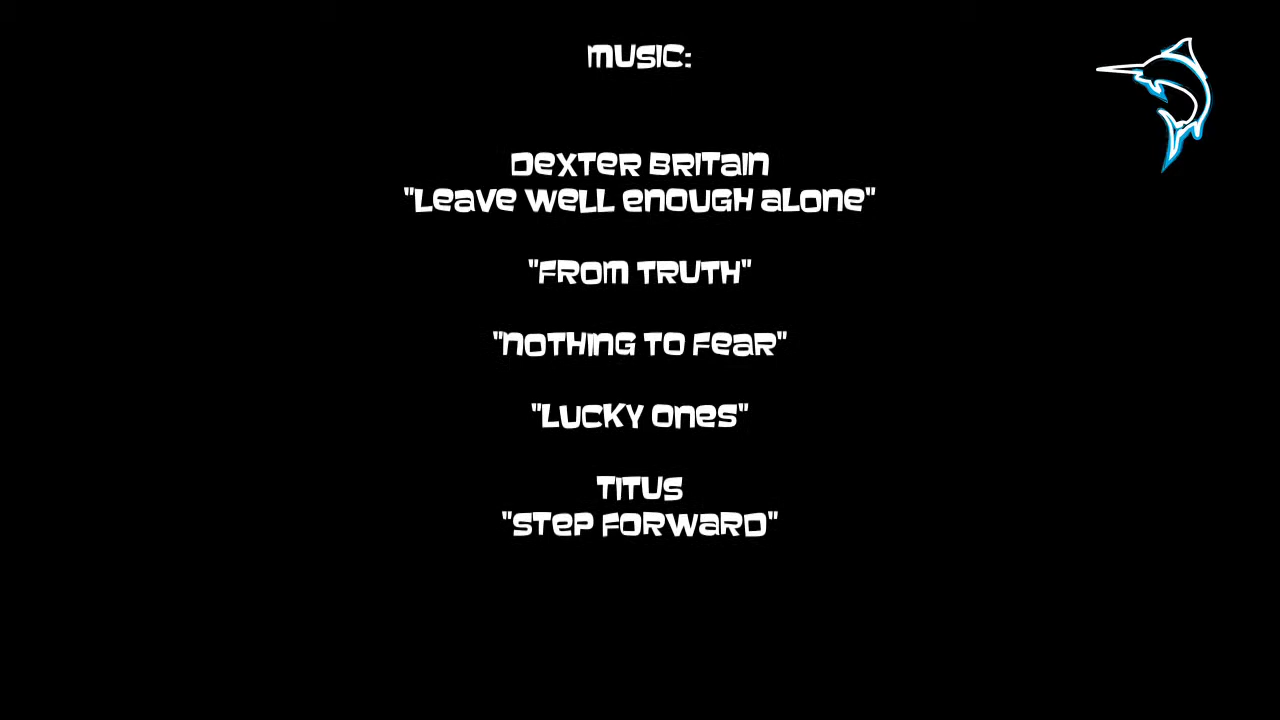 MUSIC:
DEXTER BRITAIN
"LEAVE WELL ENOUGH ALONE"
"FROM TRUTH"
"NOTHING TO FEAR"
"LUCKY ONES"
TITUS
"STEP FORWARD"